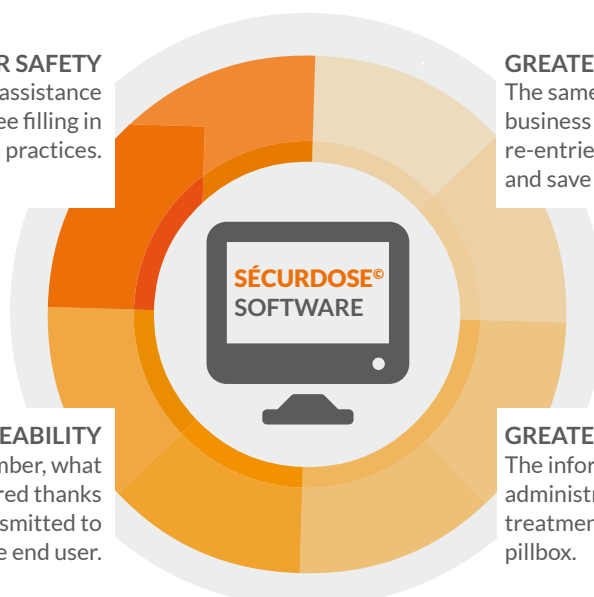 R SAFETY
assistance
ee filling in
practices.
GREATE
The same
business
re-entrie
and save
SÉCURDOSE©
SOFTWARE
EABILITY
mber, what
red thanks
smitted to
e end user.
GREATE
The infor
administr
treatmen
pillbox.